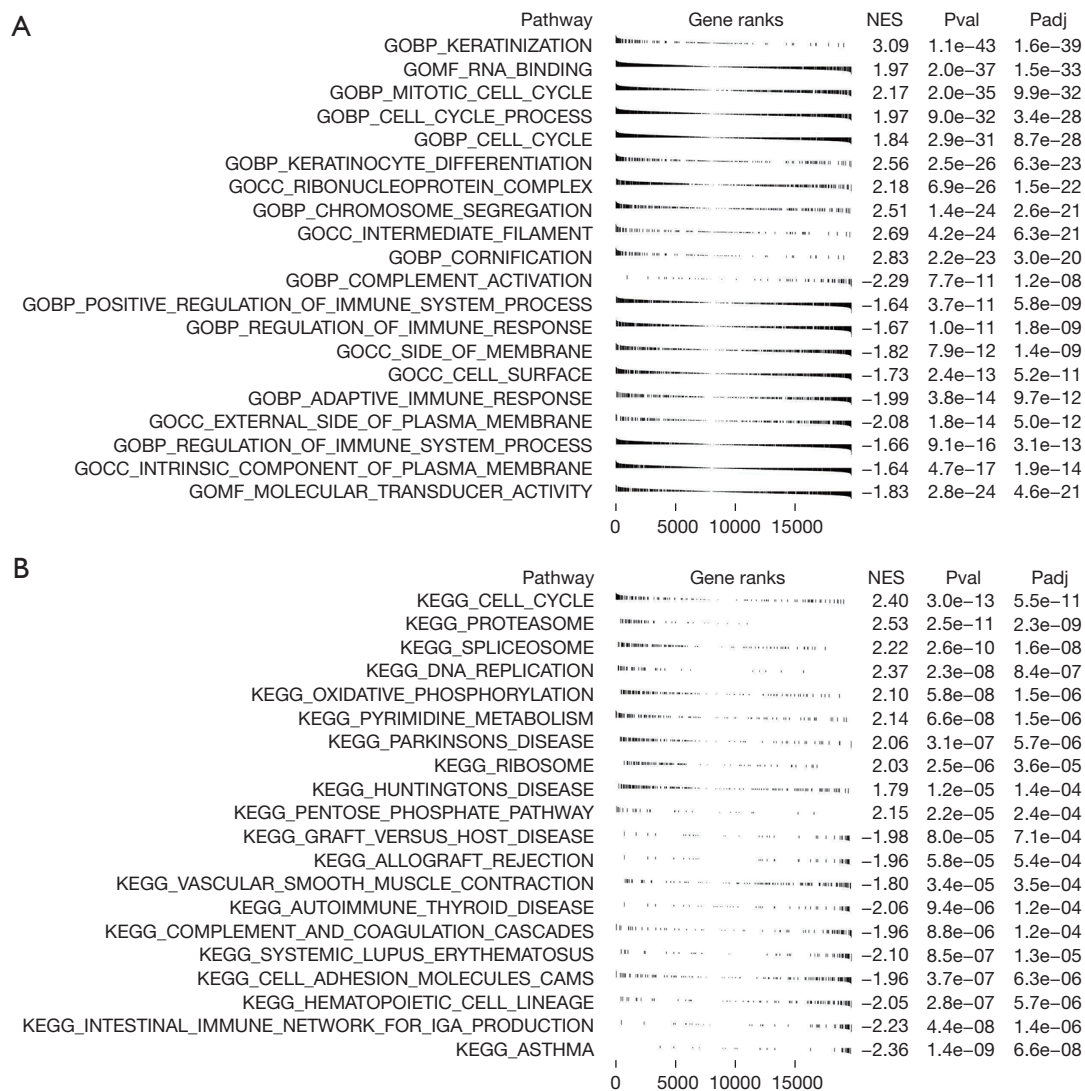 A
Pathway Gene ranks NES Pval Padj
GOBP_KERATINIZATION 3.09 1.1e−43 1.6e−39
GOMF_RNA_BINDING 1.97 2.0e−37 1.5e−33
GOBP_MITOTIC_CELL_CYCLE 2.17 2.0e−35 9.9e−32
GOBP_CELL_CYCLE_PROCESS 1.97 9.0e−32 3.4e−28
GOBP_CELL_CYCLE 1.84 2.9e−31 8.7e−28
GOBP_KERATINOCYTE_DIFFERENTIATION 2.56 2.5e−26 6.3e−23
GOCC_RIBONUCLEOPROTEIN_COMPLEX 2.18 6.9e−26 1.5e−22
GOBP_CHROMOSOME_SEGREGATION 2.51 1.4e−24 2.6e−21
GOCC_INTERMEDIATE_FILAMENT 2.69 4.2e−24 6.3e−21
GOBP_CORNIFICATION 2.83 2.2e−23 3.0e−20
GOBP_COMPLEMENT_ACTIVATION −2.29 7.7e−11 1.2e−08
GOBP_POSITIVE_REGULATION_OF_IMMUNE_SYSTEM_PROCESS −1.64 3.7e−11 5.8e−09
GOBP_REGULATION_OF_IMMUNE_RESPONSE −1.67 1.0e−11 1.8e−09
GOCC_SIDE_OF_MEMBRANE −1.82 7.9e−12 1.4e−09
GOCC_CELL_SURFACE −1.73 2.4e−13 5.2e−11
GOBP_ADAPTIVE_IMMUNE_RESPONSE −1.99 3.8e−14 9.7e−12
GOCC_EXTERNAL_SIDE_OF_PLASMA_MEMBRANE −2.08 1.8e−14 5.0e−12
GOBP_REGULATION_OF_IMMUNE_SYSTEM_PROCESS −1.66 9.1e−16 3.1e−13
GOCC_INTRINSIC_COMPONENT_OF_PLASMA_MEMBRANE −1.64 4.7e−17 1.9e−14
GOMF_MOLECULAR_TRANSDUCER_ACTIVITY −1.83 2.8e−24 4.6e−21
0 5000 10000 15000
B
Pathway Gene ranks NES Pval Padj
KEGG_CELL_CYCLE 2.40 3.0e−13 5.5e−11
KEGG_PROTEASOME 2.53 2.5e−11 2.3e−09
KEGG_SPLICEOSOME 2.22 2.6e−10 1.6e−08
KEGG_DNA_REPLICATION 2.37 2.3e−08 8.4e−07
KEGG_OXIDATIVE_PHOSPHORYLATION 2.10 5.8e−08 1.5e−06
KEGG_PYRIMIDINE_METABOLISM 2.14 6.6e−08 1.5e−06
KEGG_PARKINSONS_DISEASE 2.06 3.1e−07 5.7e−06
KEGG_RIBOSOME 2.03 2.5e−06 3.6e−05
KEGG_HUNTINGTONS_DISEASE 1.79 1.2e−05 1.4e−04
KEGG_PENTOSE_PHOSPHATE_PATHWAY 2.15 2.2e−05 2.4e−04
KEGG_GRAFT_VERSUS_HOST_DISEASE −1.98 8.0e−05 7.1e−04
KEGG_ALLOGRAFT_REJECTION −1.96 5.8e−05 5.4e−04
KEGG_VASCULAR_SMOOTH_MUSCLE_CONTRACTION −1.80 3.4e−05 3.5e−04
KEGG_AUTOIMMUNE_THYROID_DISEASE −2.06 9.4e−06 1.2e−04
KEGG_COMPLEMENT_AND_COAGULATION_CASCADES −1.96 8.8e−06 1.2e−04
KEGG_SYSTEMIC_LUPUS_ERYTHEMATOSUS −2.10 8.5e−07 1.3e−05
KEGG_CELL_ADHESION_MOLECULES_CAMS −1.96 3.7e−07 6.3e−06
KEGG_HEMATOPOIETIC_CELL_LINEAGE −2.05 2.8e−07 5.7e−06
KEGG_INTESTINAL_IMMUNE_NETWORK_FOR_IGA_PRODUCTION −2.23 4.4e−08 1.4e−06
KEGG_ASTHMA −2.36 1.4e−09 6.6e−08
0 5000 10000 15000